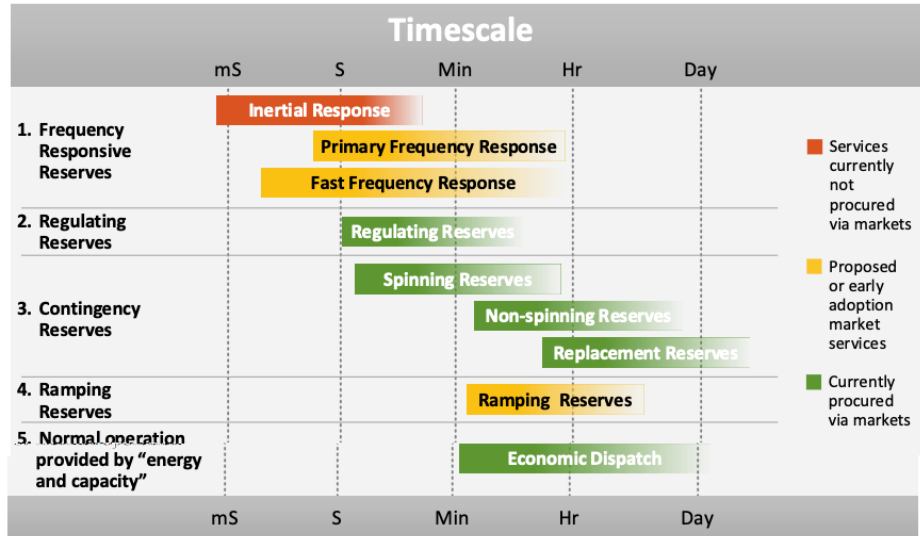 Timescale
mS S Min Hr Day
1. Frequency
Responsive
Reserves
Inertial Response
Primary Frequency Response
Fast Frequency Response
2. Regulating
Reserves
Regulating Reserves
3. Contingency
Reserves
Spinning Reserves
Non-spinning Reserves
Replacement Reserves
4. Ramping
Reserves
Ramping Reserves
5. Normal operation
provided by “energy
and capacity”
Economic Dispatch
Services
currently
not
procured
via markets
Proposed
or early
adoption
market
services
Currently
procured
via markets
mS S Min Hr Day